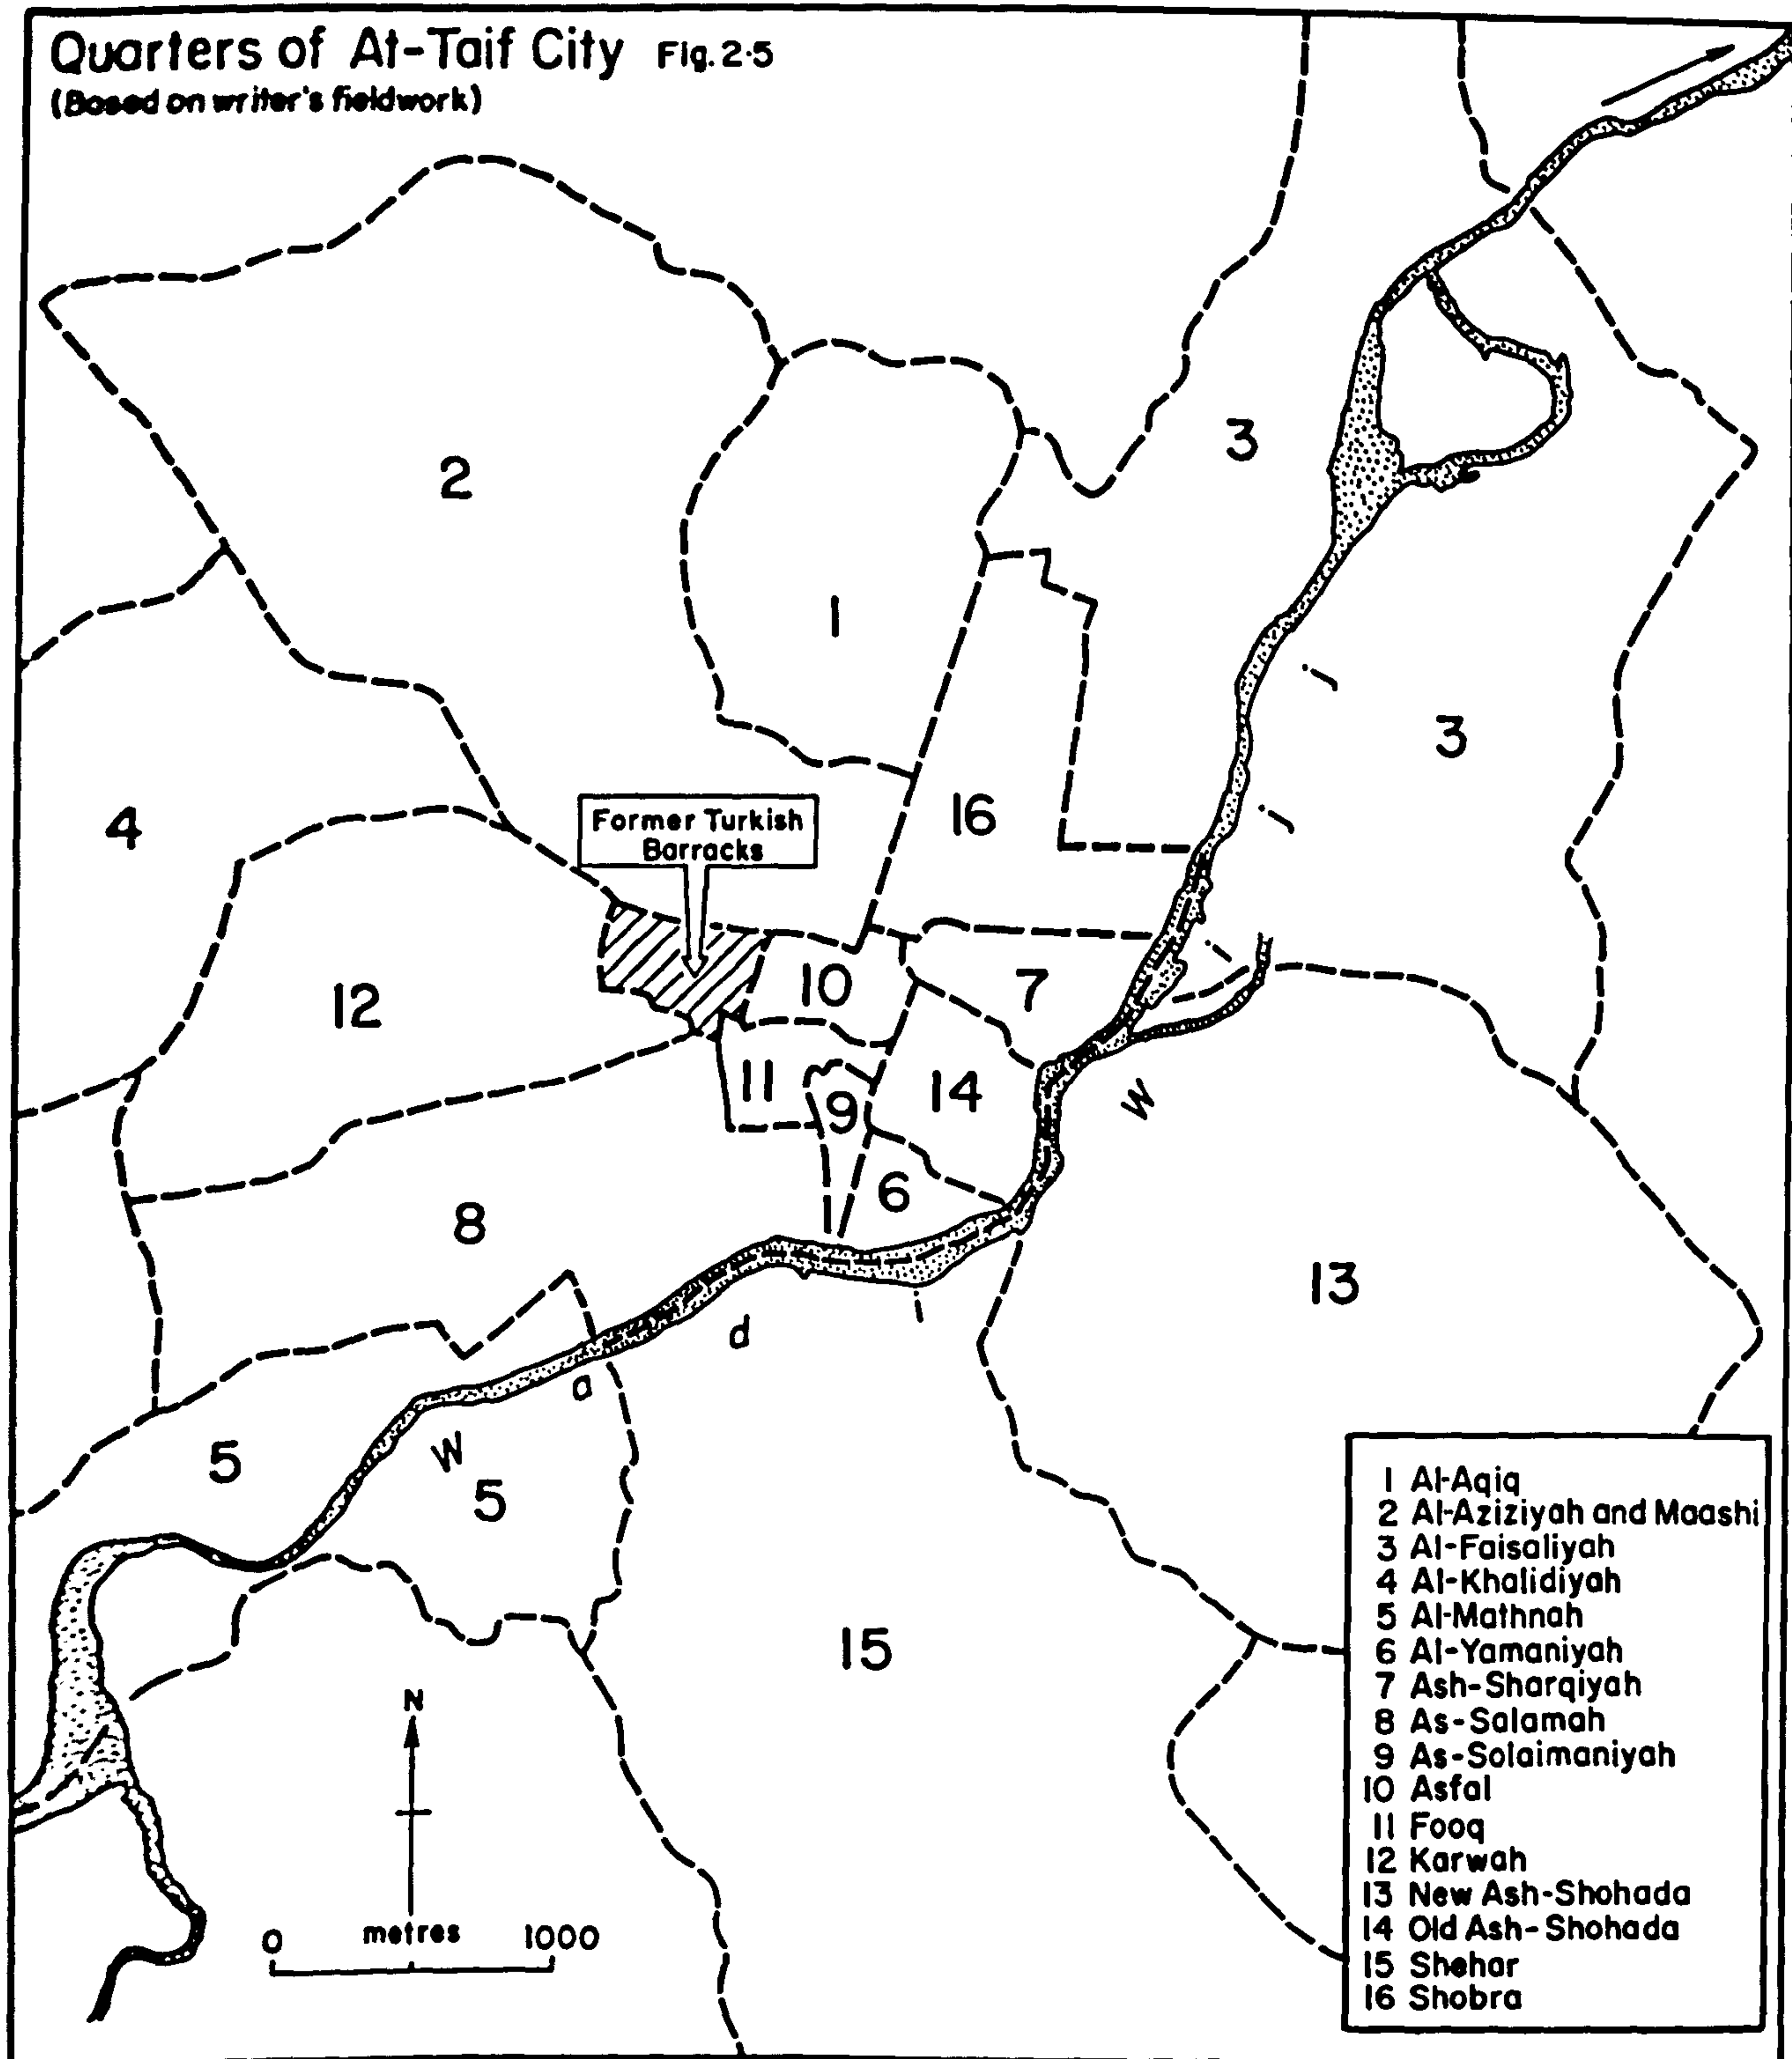 Quarters of At-Taif City Fig. 2·5
(Based on writer's fieldwork)
2
3
1
3
4
Former Turkish
Barracks
16
12
10
7
11
9
14
W
6
8
13
d
a
5
W
5
15
N
0 metres 1000
1 Al-Aqiq
2 Al-Aziziyah and Maashi
3 Al-Faisaliyah
4 Al-Khalidiyah
5 Al-Mathnah
6 Al-Yamaniyah
7 Ash-Sharqiyah
8 As-Salamah
9 As-Solaimaniyah
10 Asfal
11 Fooq
12 Karwah
13 New Ash-Shohada
14 Old Ash-Shohada
15 Shehar
16 Shobra